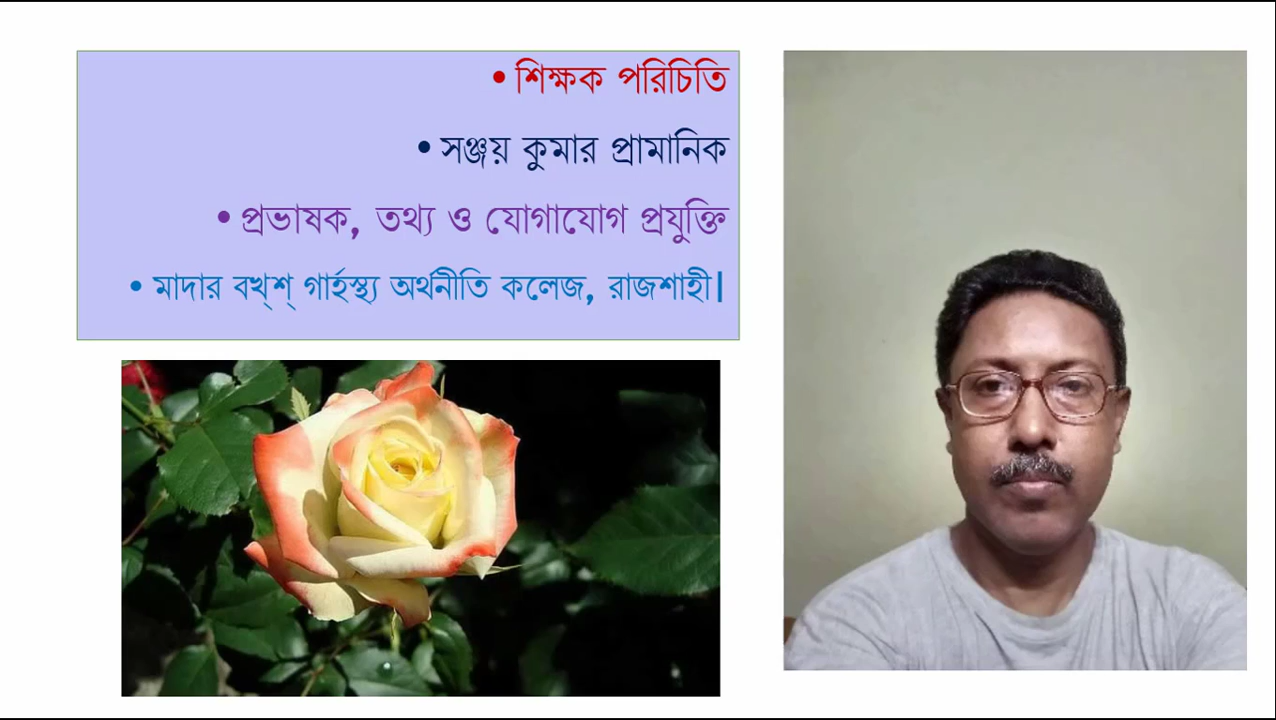 • শিক্ষক পরিচিতি
• সঞ্জয় কুমার প্রামানিক
• প্রভাষক, তথ্য ও যোগাযোগ প্রযুক্তি
• মাদার বখ্শ্ গার্হস্থ্য অর্থনীতি কলেজ, রাজশাহী|